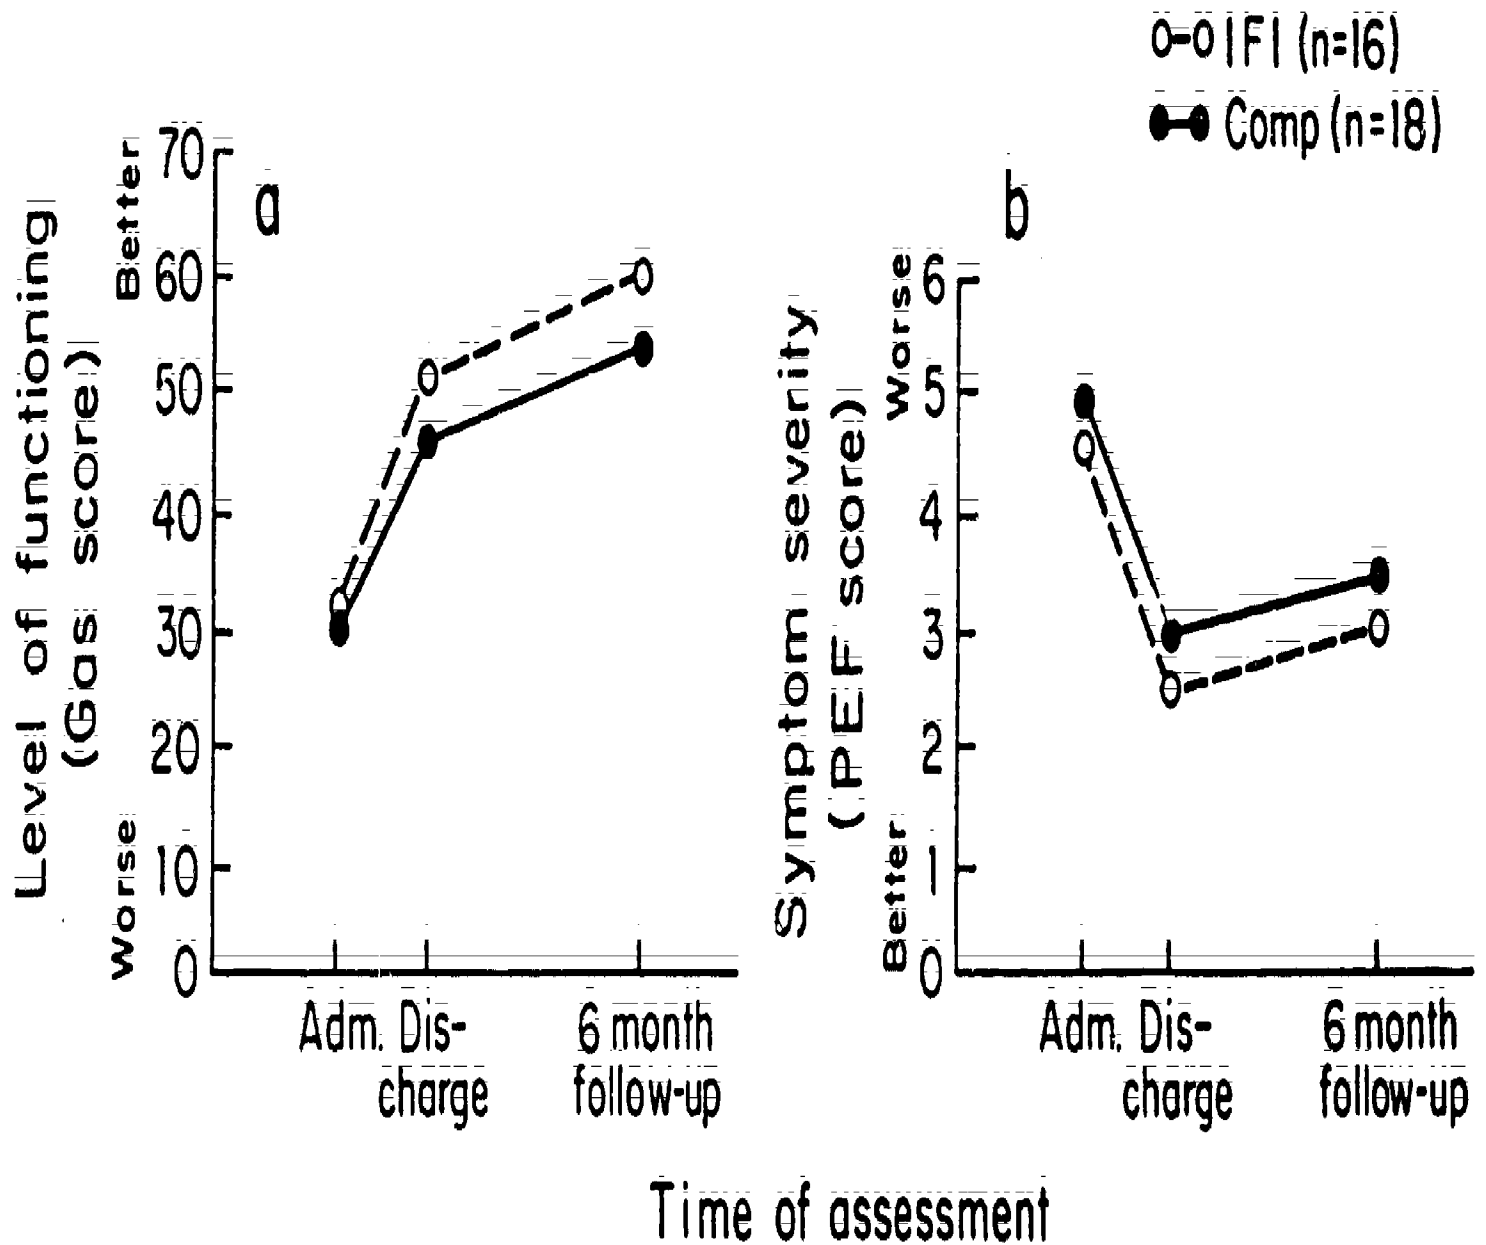 IFI (n=16)
Comp (n=18)
a
Level of functioning
(Gas score)
Better
Worse
70
60
50
40
30
20
10
0
Adm. Dis-
charge
6 month
follow-up
b
Symptom severity
(PEF score)
Worse
Better
6
5
4
3
2
1
0
Adm. Dis-
charge
6 month
follow-up
Time of assessment